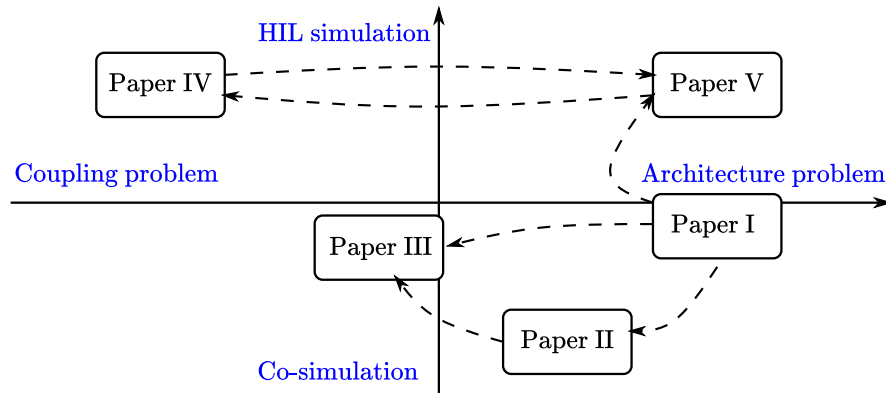 HIL simulation
Paper IV
Paper V
Coupling problem
Architecture problem
Paper I
Paper III
Paper II
Co-simulation